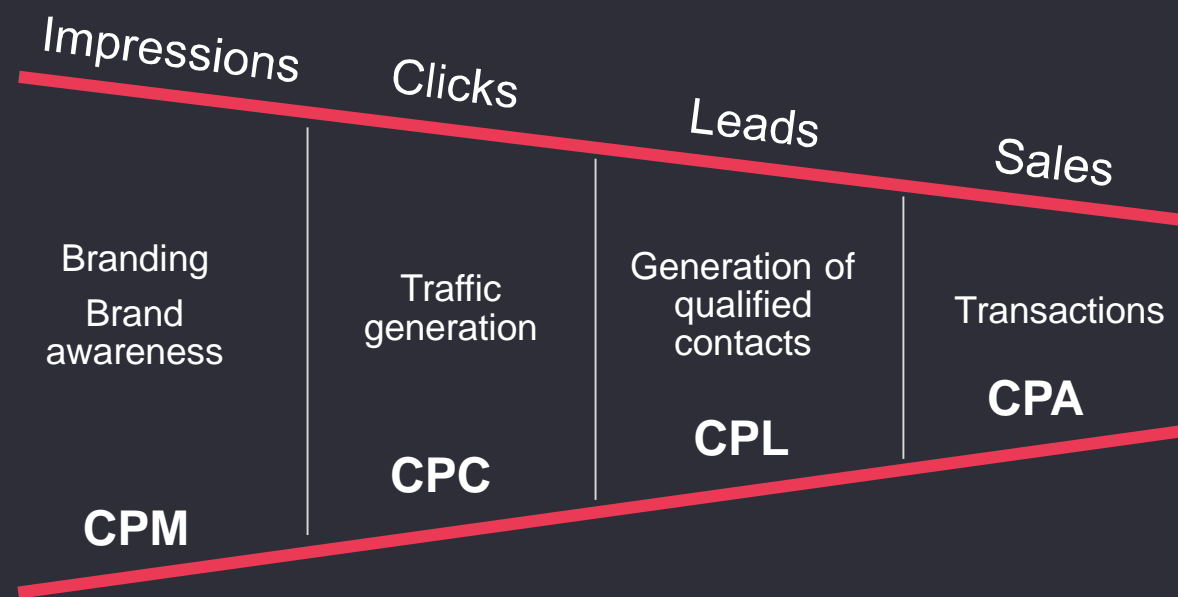 Impressions
Clicks
Leads
Sales
Branding
Brand
awareness
CPM
Traffic
generation
CPC
Generation of
qualified
contacts
CPL
Transactions
CPA